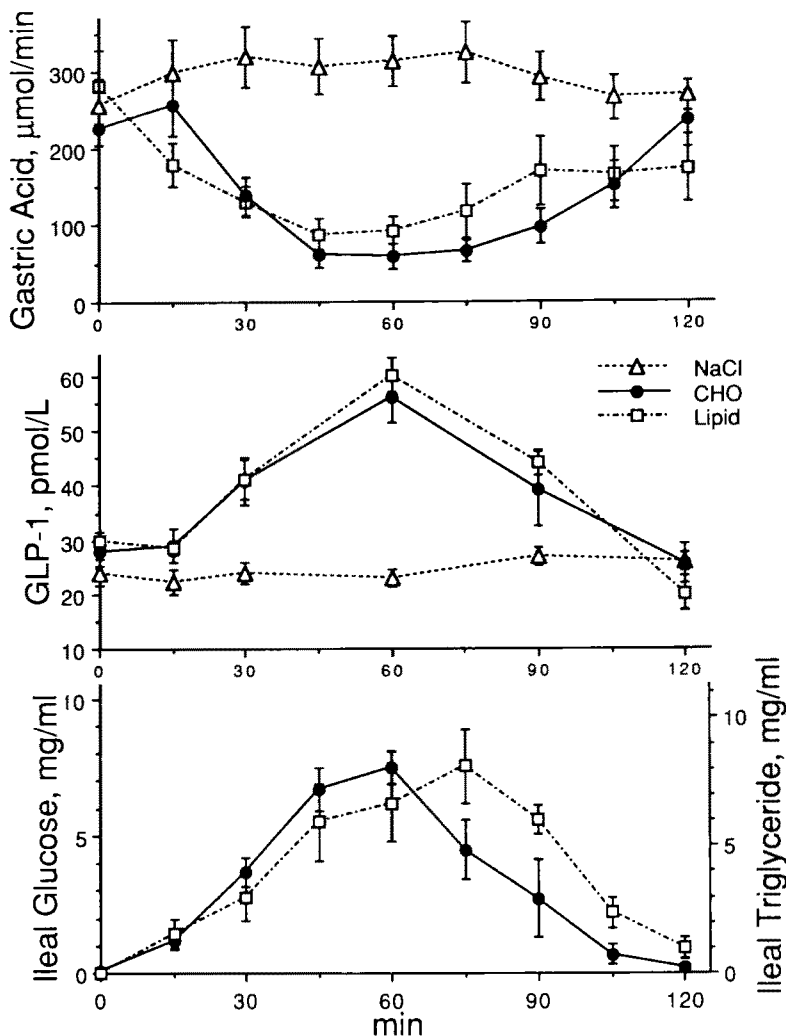 Gastric Acid, μmol/min
300
200
100
0
0 30 60 90 120
GLP-1, pmol/L
60
50
40
30
20
10
NaCl
CHO
Lipid
0 30 60 90 120
Ileal Glucose, mg/ml
10
5
0
Ileal Triglyceride, mg/ml
10
5
0
0 30 60 90 120
min